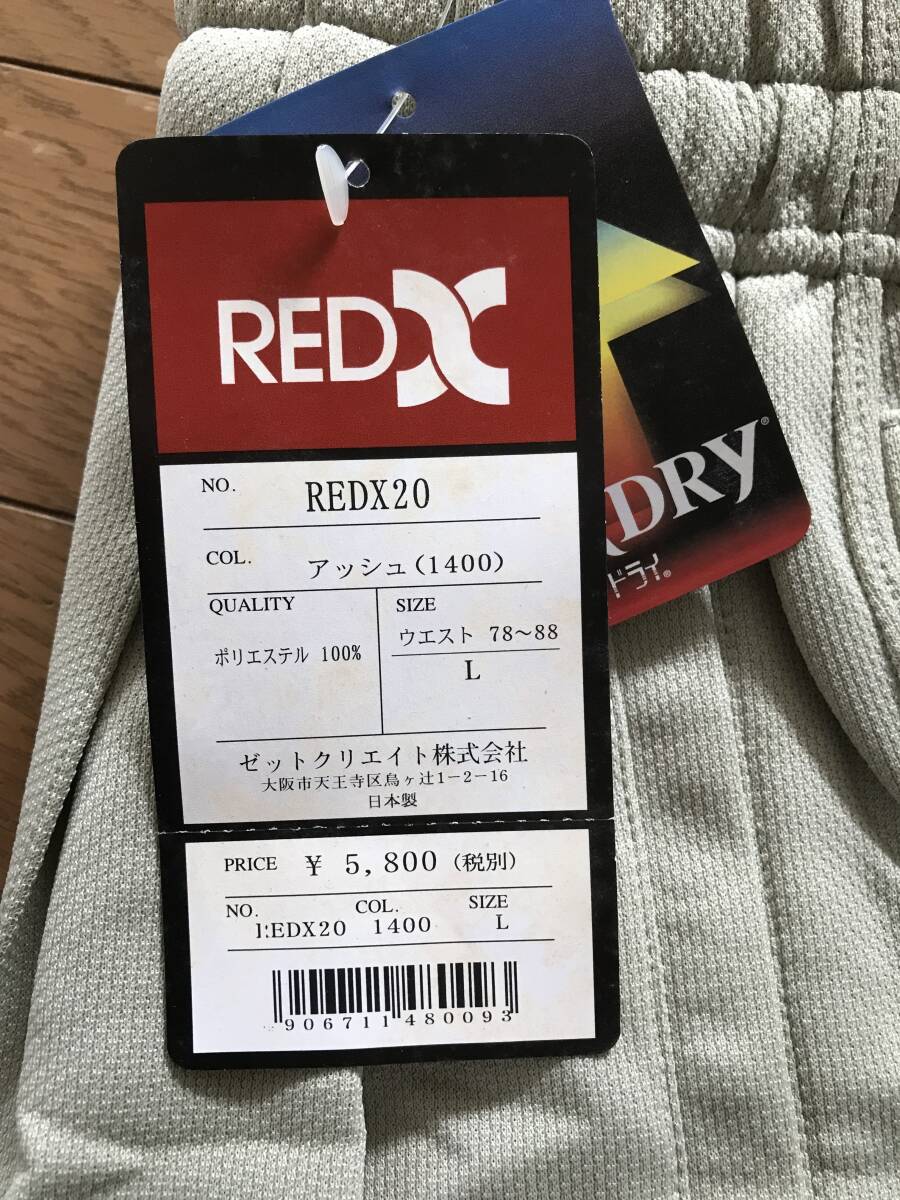 REDX
NO. REDX20
COL. アッシュ(1400)
QUALITY
ポリエステル 100%
SIZE
ウエスト 78～88
L
ゼットクリエイト株式会社
大阪市天王寺区烏ヶ辻1-2-16
日本製
PRICE ¥ 5,800 (税別)
NO. COL. SIZE
REDX20 1400 L
906711 480093
DRY®
ドライ®